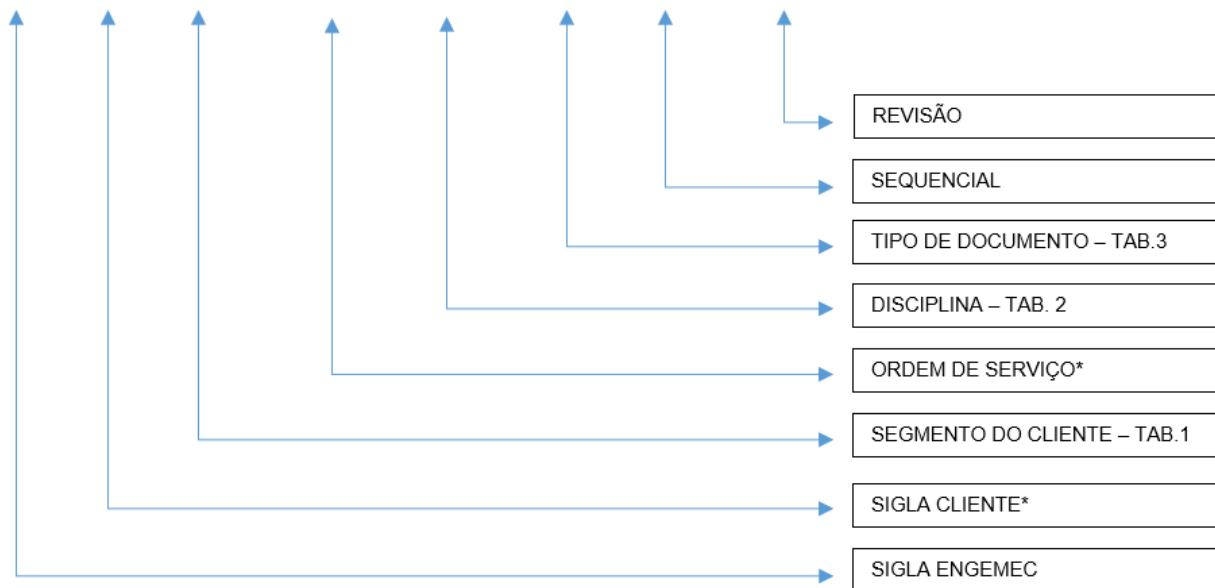 REVISÃO
SEQUENCIAL
TIPO DE DOCUMENTO – TAB.3
DISCIPLINA – TAB. 2
ORDEM DE SERVIÇO*
SEGMENTO DO CLIENTE – TAB.1
SIGLA CLIENTE*
SIGLA ENGEMEC